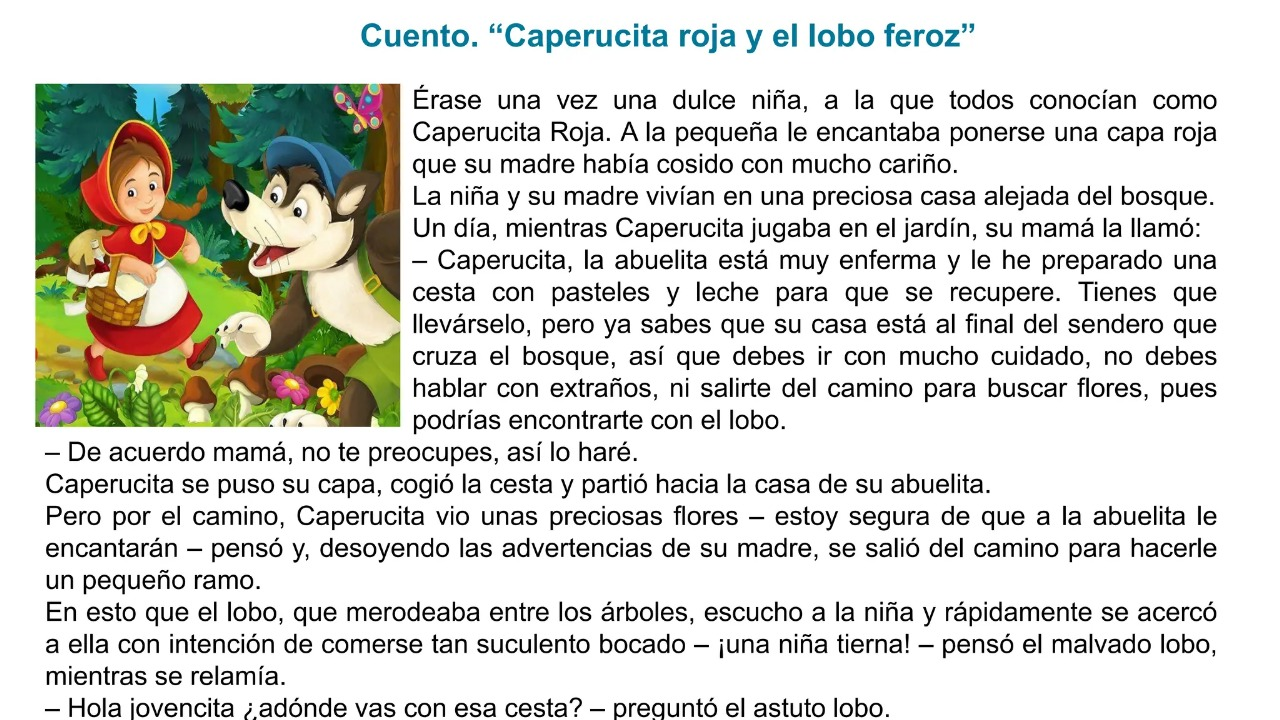 Cuento. “Caperucita roja y el lobo feroz”
Érase una vez una dulce niña, a la que todos conocían como
Caperucita Roja. A la pequeña le encantaba ponerse una capa roja
que su madre había cosido con mucho cariño.
La niña y su madre vivían en una preciosa casa alejada del bosque.
Un día, mientras Caperucita jugaba en el jardín, su mamá la llamó:
– Caperucita, la abuelita está muy enferma y le he preparado una
cesta con pasteles y leche para que se recupere. Tienes que
llevárselo, pero ya sabes que su casa está al final del sendero que
cruza el bosque, así que debes ir con mucho cuidado, no debes
hablar con extraños, ni salirte del camino para buscar flores, pues
podrías encontrarte con el lobo.
– De acuerdo mamá, no te preocupes, así lo haré.
Caperucita se puso su capa, cogió la cesta y partió hacia la casa de su abuelita.
Pero por el camino, Caperucita vio unas preciosas flores – estoy segura de que a la abuelita le
encantarán – pensó y, desoyendo las advertencias de su madre, se salió del camino para hacerle
un pequeño ramo.
En esto que el lobo, que merodeaba entre los árboles, escucho a la niña y rápidamente se acercó
a ella con intención de comerse tan suculento bocado – ¡una niña tierna! – pensó el malvado lobo,
mientras se relamía.
– Hola jovencita ¿adónde vas con esa cesta? – preguntó el astuto lobo.